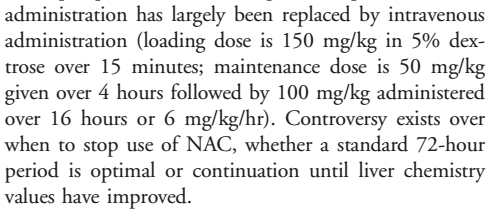 administration has largely been replaced by intravenous
administration (loading dose is 150 mg/kg in 5% dex-
trose over 15 minutes; maintenance dose is 50 mg/kg
given over 4 hours followed by 100 mg/kg administered
over 16 hours or 6 mg/kg/hr). Controversy exists over
when to stop use of NAC, whether a standard 72-hour
period is optimal or continuation until liver chemistry
values have improved.